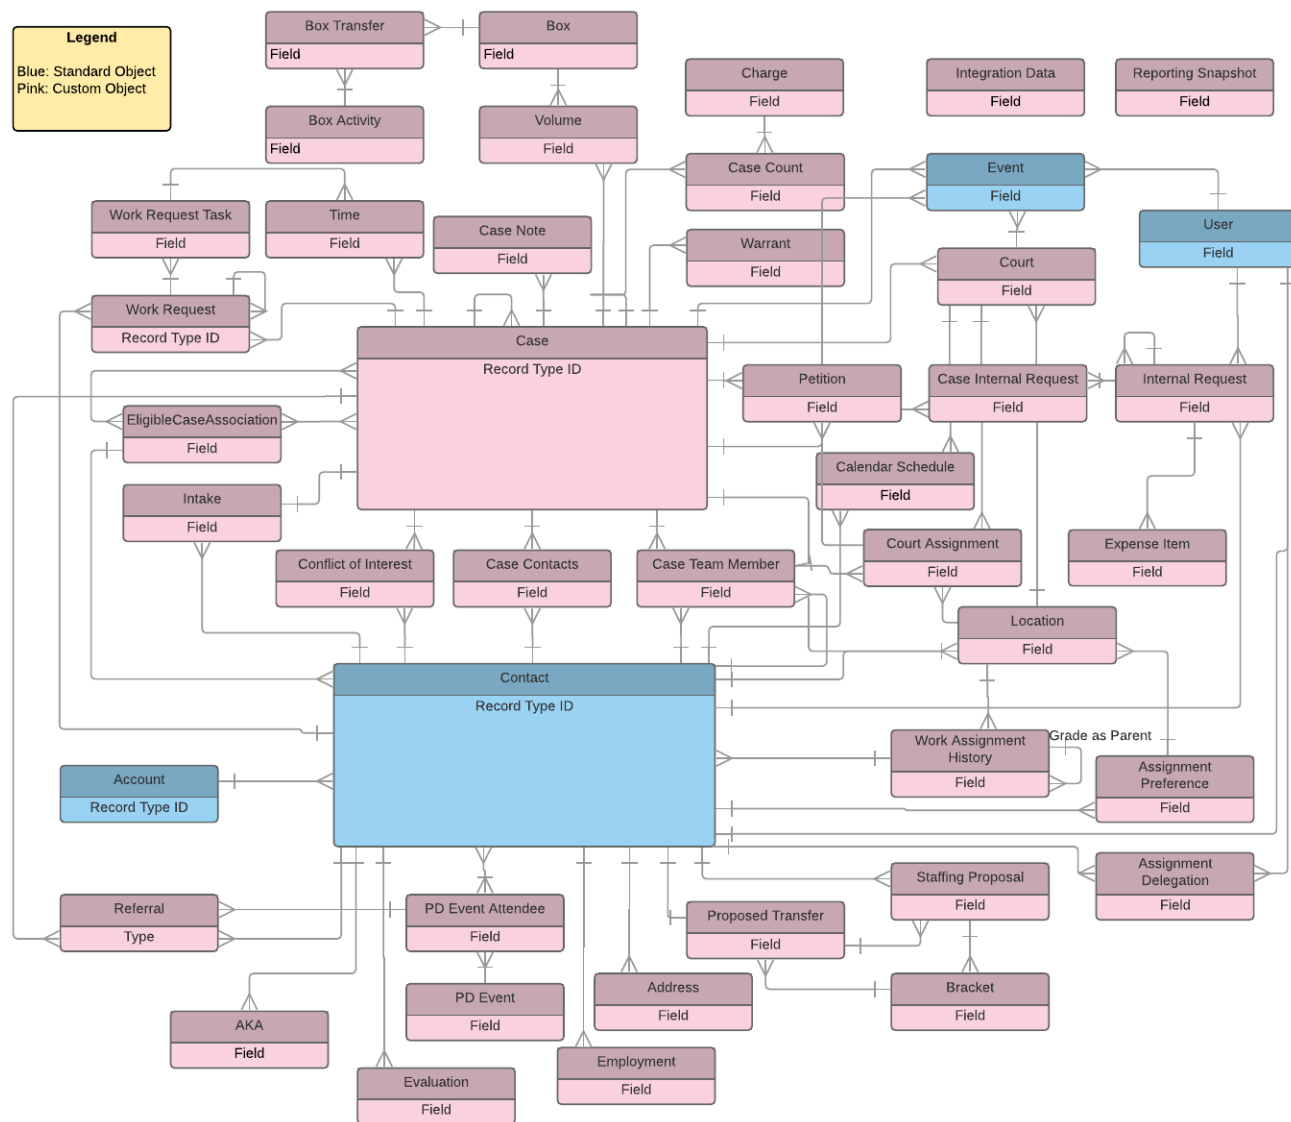 Legend
Blue: Standard Object
Pink: Custom Object
Box Transfer
Field
Box
Field
Box Activity
Field
Volume
Field
Charge
Field
Integration Data
Field
Reporting Snapshot
Field
Case Count
Field
Event
Field
Work Request Task
Field
Time
Field
Case Note
Field
Warrant
Field
Court
Field
User
Field
Work Request
Record Type ID
Case
Record Type ID
Petition
Field
Case Internal Request
Field
Internal Request
Field
EligibleCaseAssociation
Field
Calendar Schedule
Field
Intake
Field
Conflict of Interest
Field
Case Contacts
Field
Case Team Member
Field
Court Assignment
Field
Expense Item
Field
Location
Field
Contact
Record Type ID
Account
Record Type ID
Work Assignment
History
Field
Grade as Parent
Assignment
Preference
Field
Referral
Type
PD Event Attendee
Field
Proposed Transfer
Field
Staffing Proposal
Field
Assignment
Delegation
Field
AKA
Field
PD Event
Field
Address
Field
Bracket
Field
Evaluation
Field
Employment
Field